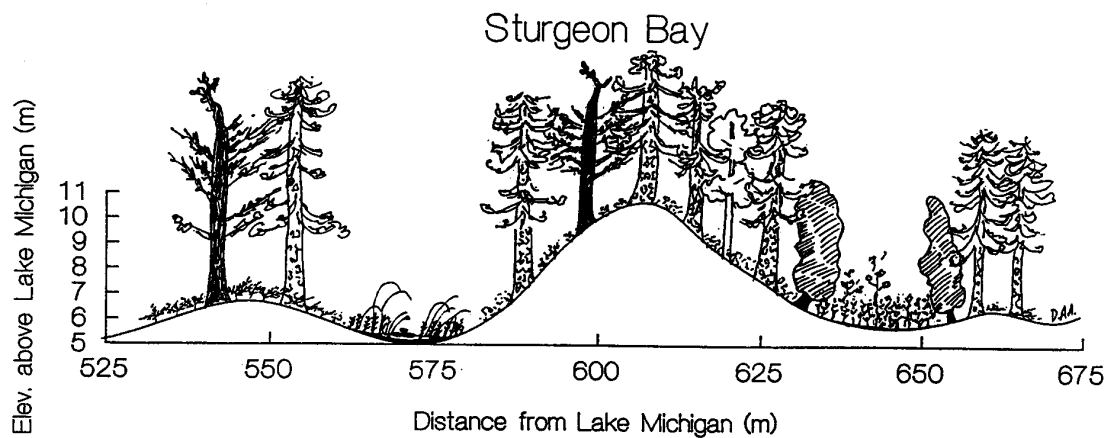 Sturgeon Bay
Elev. above Lake Michigan (m)
11
10
9
8
7
6
5
525 550 575 600 625 650 675
D.A.A.
Distance from Lake Michigan (m)